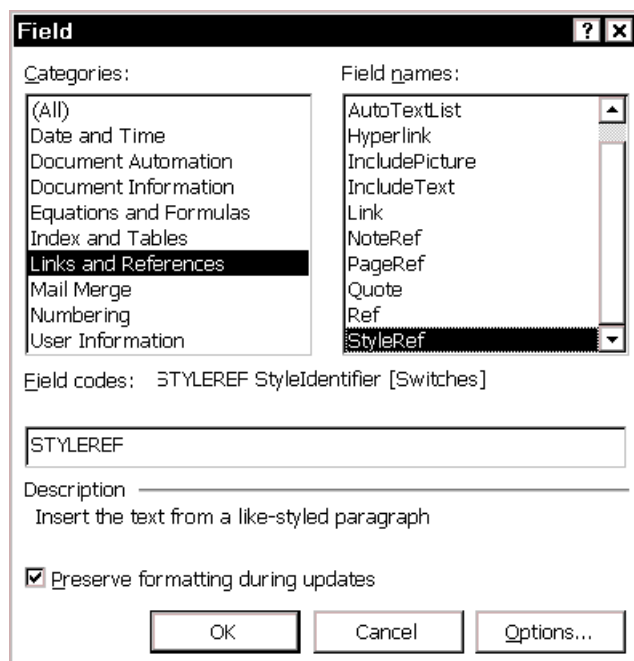 Field
Categories:
Field names:
(All)
Date and Time
Document Automation
Document Information
Equations and Formulas
Index and Tables
Links and References
Mail Merge
Numbering
User Information
AutoTextList
Hyperlink
IncludePicture
IncludeText
Link
NoteRef
PageRef
Quote
Ref
StyleRef
Field codes: STYLEREF StyleIdentifier [Switches]
STYLEREF
Description
Insert the text from a like-styled paragraph
Preserve formatting during updates
OK
Cancel
Options...